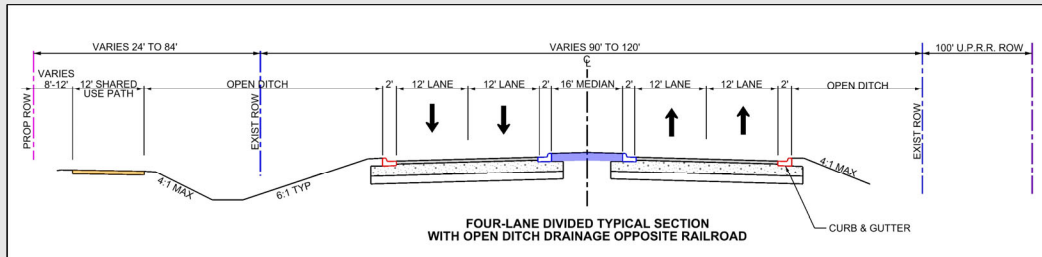 VARIES 24' TO 84'
VARIES 90' TO 120'
100' U.P.R.R. ROW
℄
VARIES
8'-12'
12' SHARED
USE PATH
OPEN DITCH
2'
12' LANE
12' LANE
2'
16' MEDIAN
2'
12' LANE
12' LANE
2'
OPEN DITCH
PROP ROW
EXIST ROW
EXIST ROW
4:1 MAX
6:1 TYP
4:1 MAX
CURB & GUTTER
FOUR-LANE DIVIDED TYPICAL SECTION
WITH OPEN DITCH DRAINAGE OPPOSITE RAILROAD